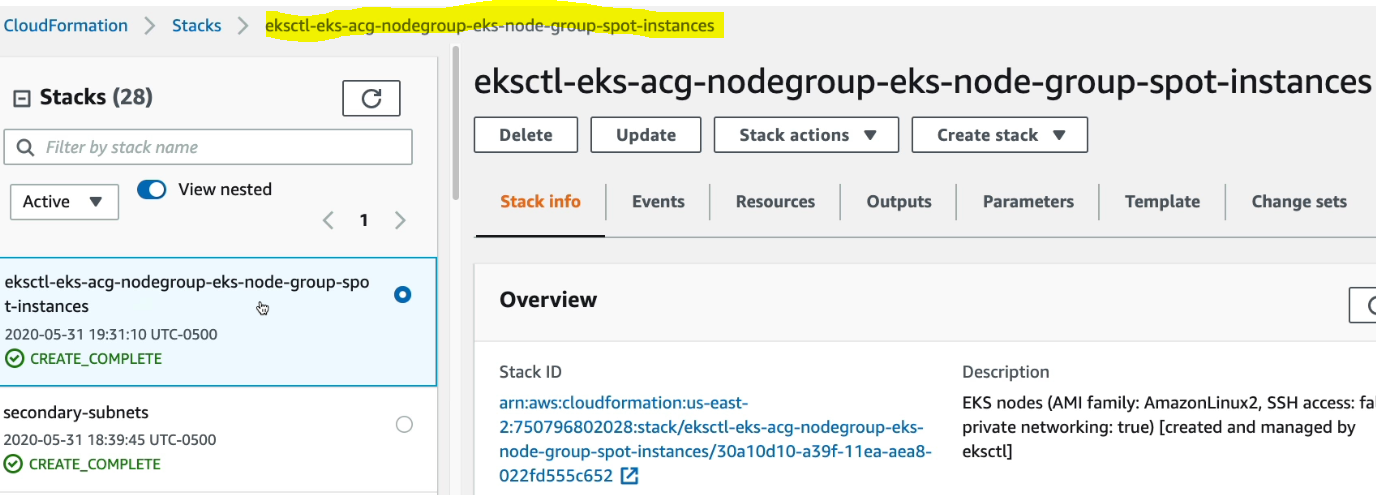 CloudFormation > Stacks > eksctl-eks-acg-nodegroup-eks-node-group-spot-instances
Stacks (28)
Filter by stack name
Active
View nested
1
eksctl-eks-acg-nodegroup-eks-node-group-spo
t-instances
2020-05-31 19:31:10 UTC-0500
CREATE_COMPLETE
secondary-subnets
2020-05-31 18:39:45 UTC-0500
CREATE_COMPLETE
eksctl-eks-acg-nodegroup-eks-node-group-spot-instances
Delete Update Stack actions Create stack
Stack info Events Resources Outputs Parameters Template Change sets
Overview
Stack ID
arn:aws:cloudformation:us-east-
2:750796802028:stack/eksctl-eks-acg-nodegroup-eks-
node-group-spot-instances/30a10d10-a39f-11ea-aea8-
022fd555c652
Description
EKS nodes (AMI family: AmazonLinux2, SSH access:
private networking: true) [created and managed by
eksctl]